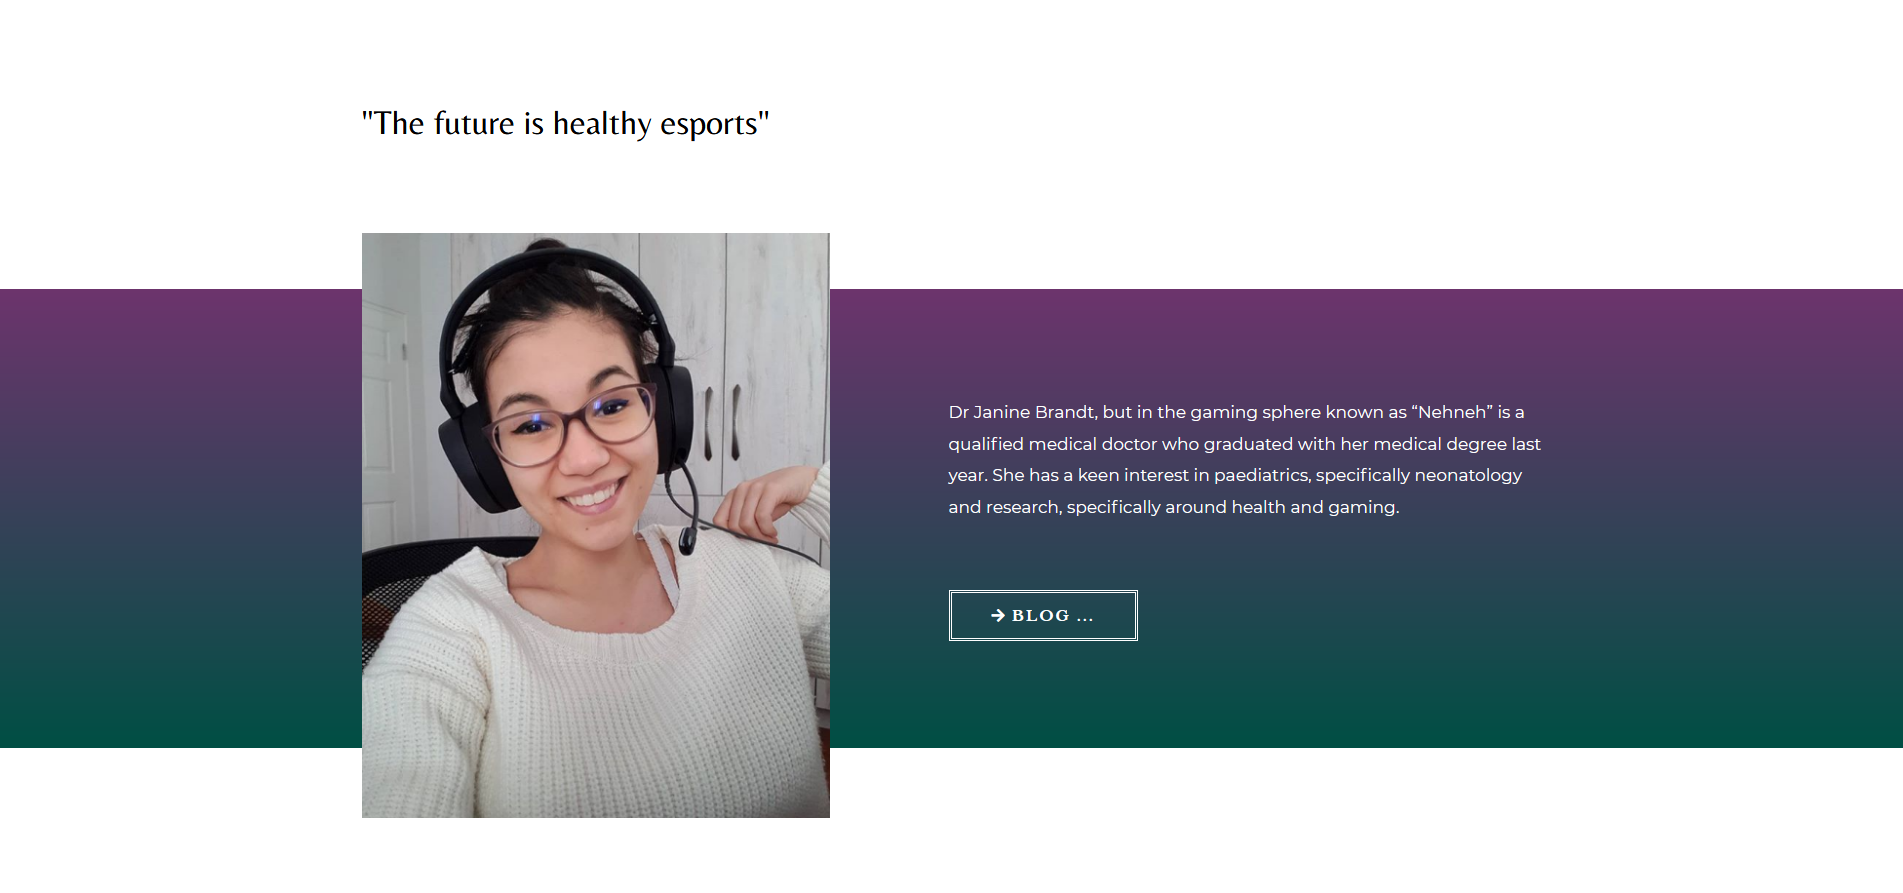 "The future is healthy esports"
Dr Janine Brandt, but in the gaming sphere known as “Nehneh” is a
qualified medical doctor who graduated with her medical degree last
year. She has a keen interest in paediatrics, specifically neonatology
and research, specifically around health and gaming.
→ BLOG ...